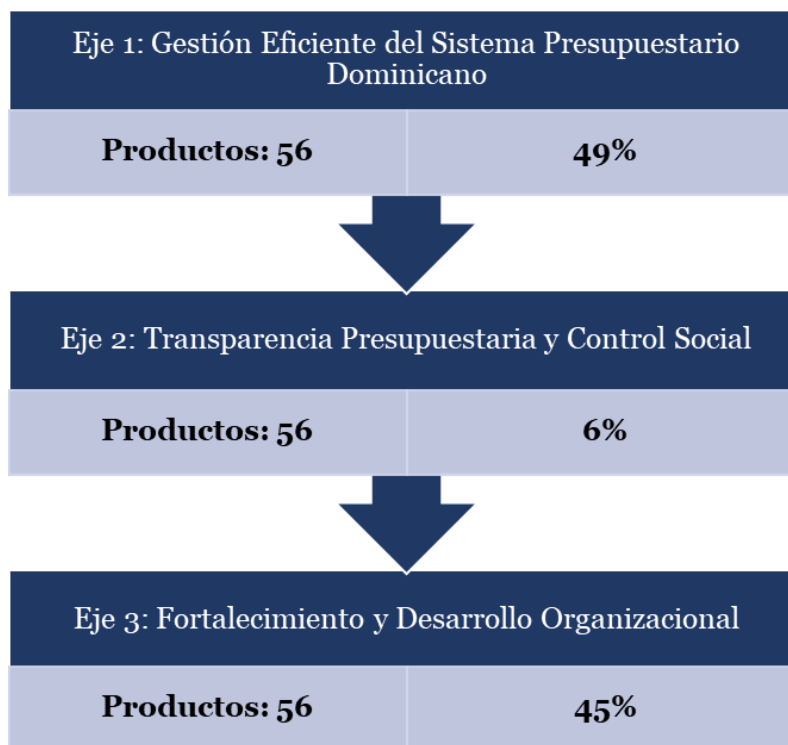 Eje 1: Gestión Eficiente del Sistema Presupuestario
Dominicano
Productos: 56
49%
Eje 2: Transparencia Presupuestaria y Control Social
Productos: 56
6%
Eje 3: Fortalecimiento y Desarrollo Organizacional
Productos: 56
45%